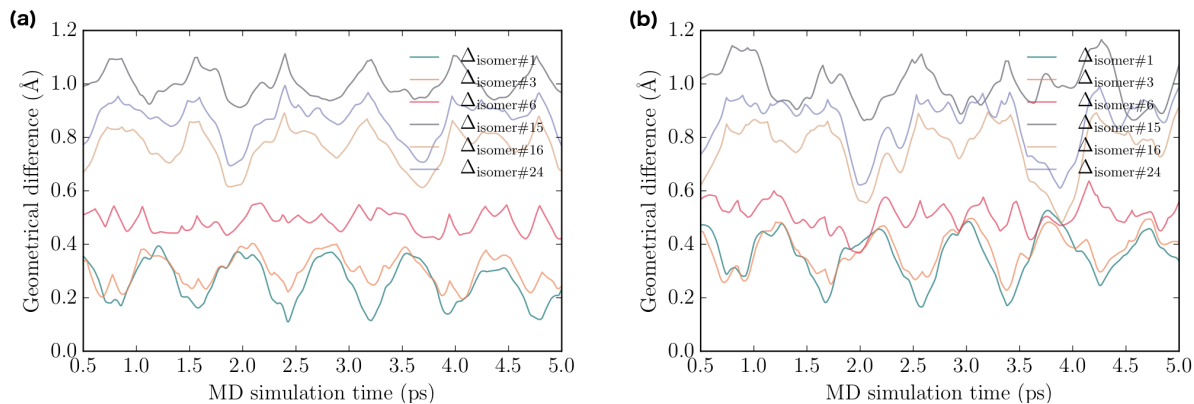 (a)
1.2
1.0
0.8
0.6
0.4
0.2
0.0
Geometrical difference (Å)
0.5 1.0 1.5 2.0 2.5 3.0 3.5 4.0 4.5 5.0
MD simulation time (ps)
Δisomer#1
Δisomer#3
Δisomer#6
Δisomer#15
Δisomer#16
Δisomer#24
(b)
1.2
1.0
0.8
0.6
0.4
0.2
0.0
Geometrical difference (Å)
0.5 1.0 1.5 2.0 2.5 3.0 3.5 4.0 4.5 5.0
MD simulation time (ps)
Δisomer#1
Δisomer#3
Δisomer#6
Δisomer#15
Δisomer#16
Δisomer#24